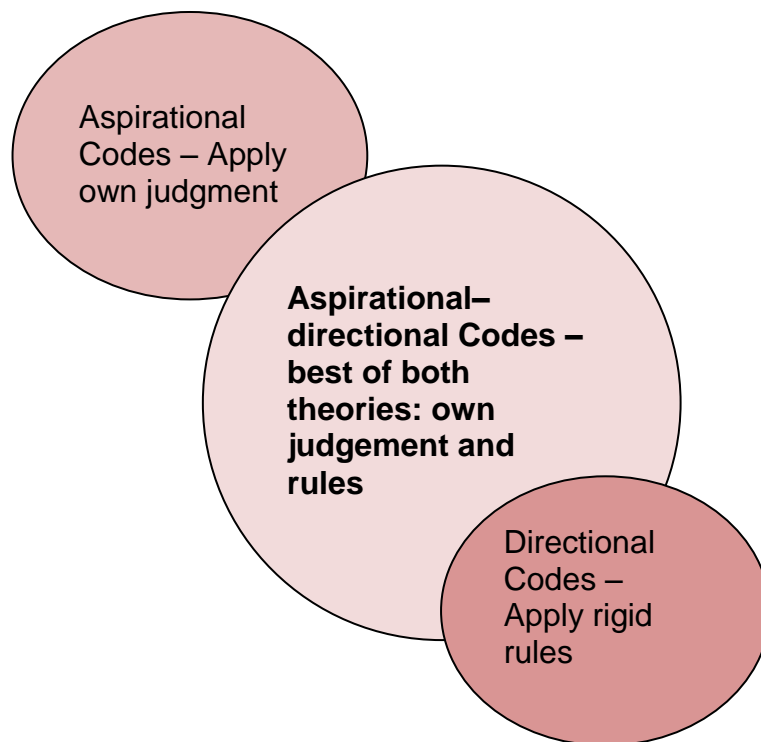 Aspirational
Codes – Apply
own judgment
Aspirational–
directional Codes –
best of both
theories: own
judgement and
rules
Directional
Codes –
Apply rigid
rules